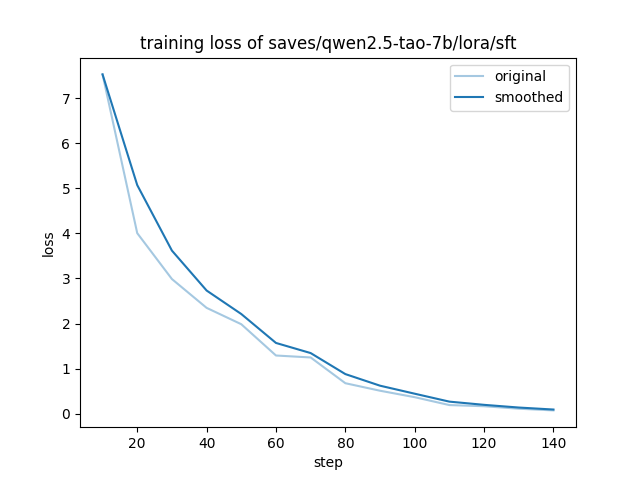 training loss of saves/qwen2.5-tao-7b/lora/sft
original
smoothed
7
6
5
4
3
2
1
0
loss
20 40 60 80 100 120 140
step